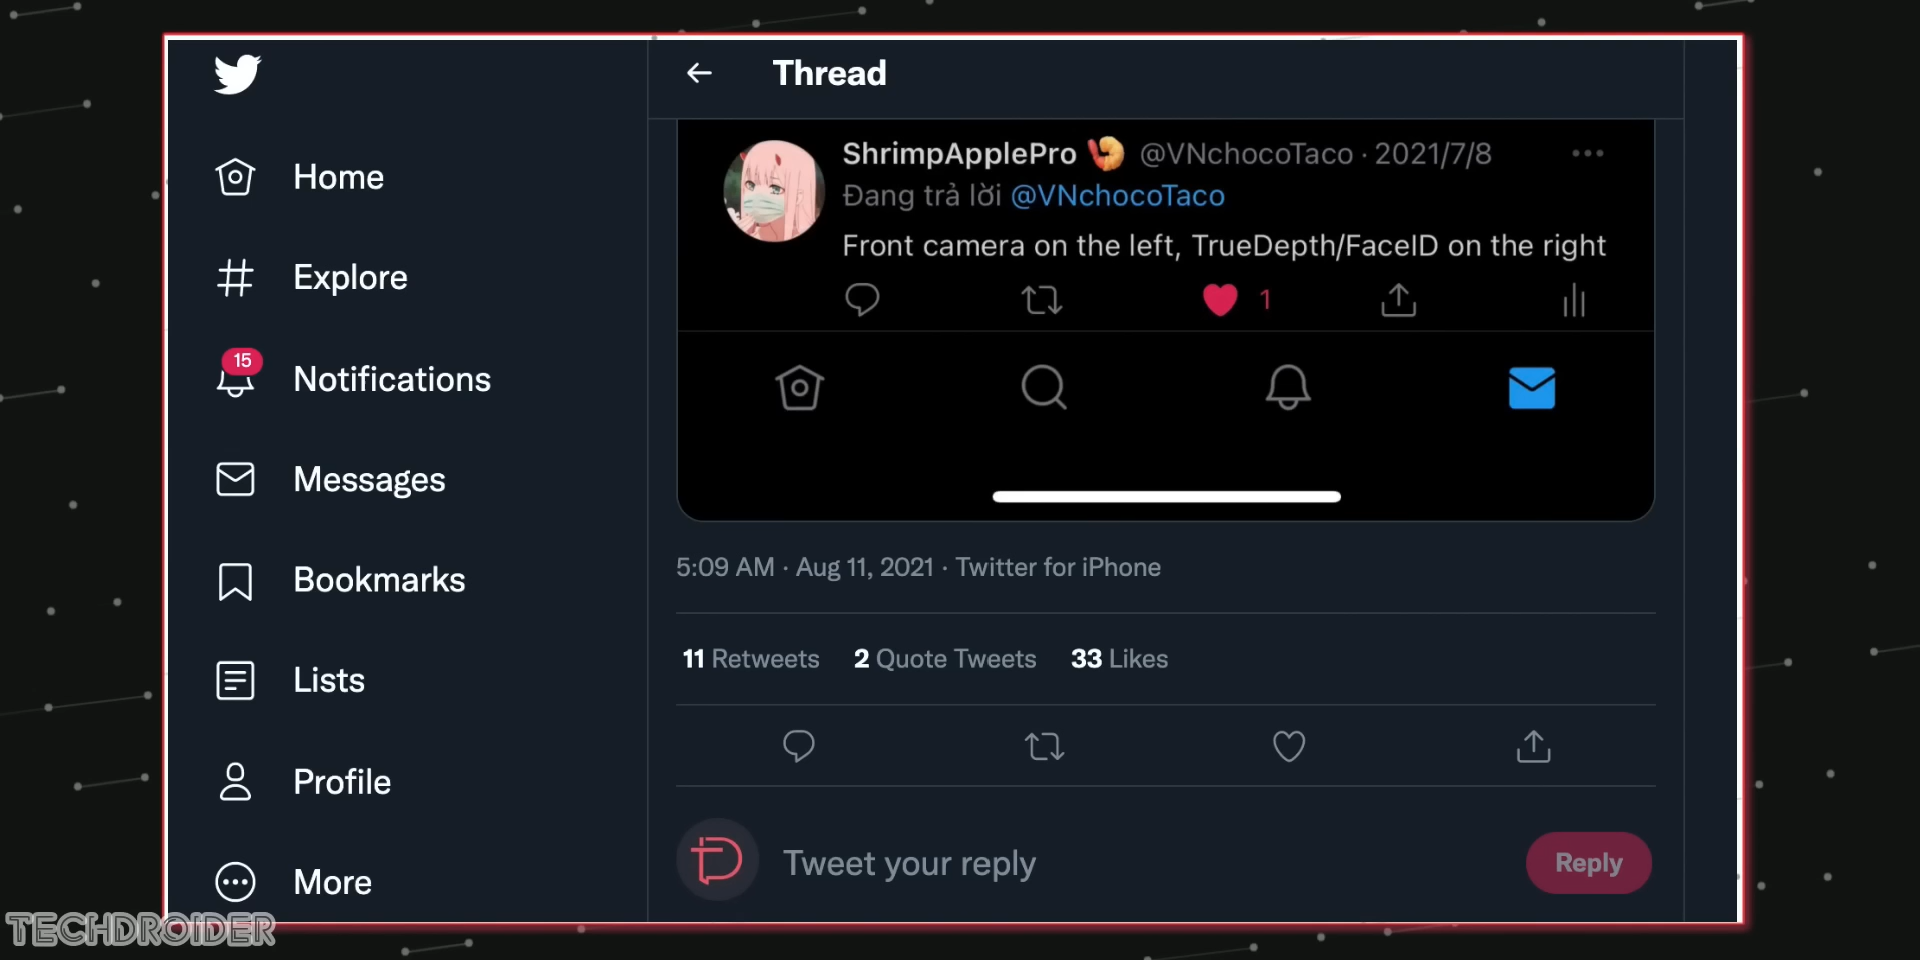 Thread
Home
Explore
15
Notifications
Messages
Bookmarks
Lists
Profile
More
ShrimpApplePro 🍤 @VNchocoTaco · 2021/7/8
Đang trả lời @VNchocoTaco
Front camera on the left, TrueDepth/FaceID on the right
1
5:09 AM · Aug 11, 2021 · Twitter for iPhone
11 Retweets 2 Quote Tweets 33 Likes
Tweet your reply
Reply
TECHDROIDER